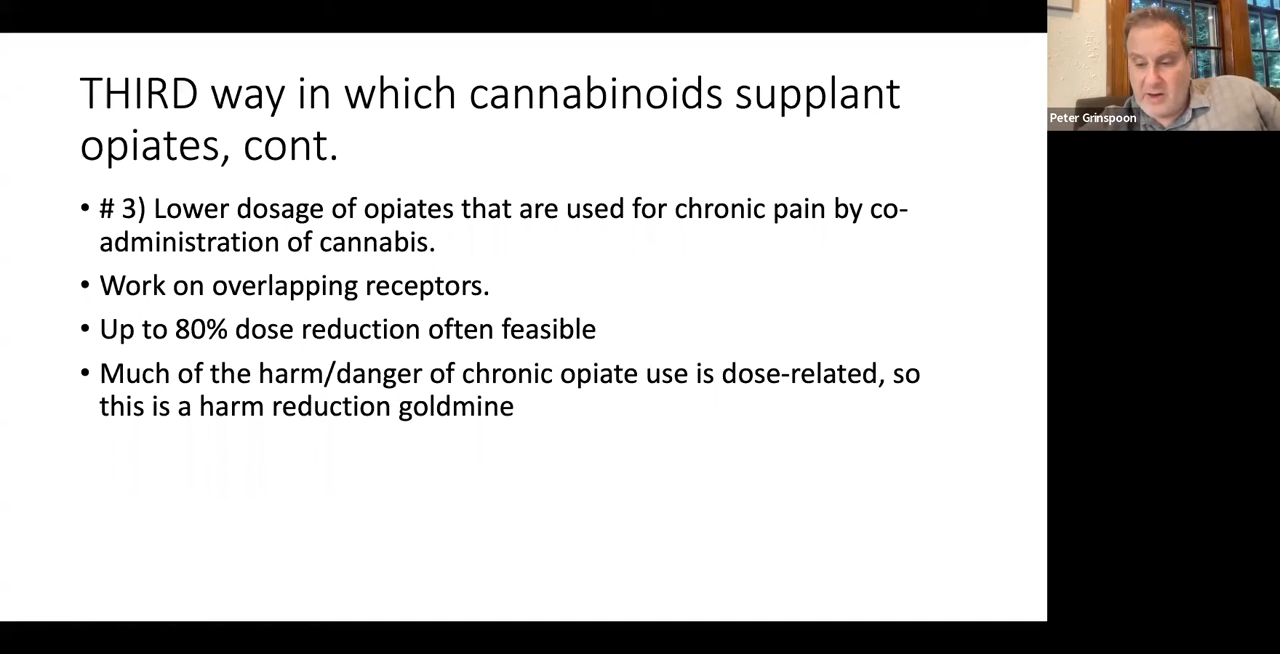 THIRD way in which cannabinoids supplant
opiates, cont.
• # 3) Lower dosage of opiates that are used for chronic pain by co-
administration of cannabis.
• Work on overlapping receptors.
• Up to 80% dose reduction often feasible
• Much of the harm/danger of chronic opiate use is dose-related, so
this is a harm reduction goldmine
Peter Grinspoon